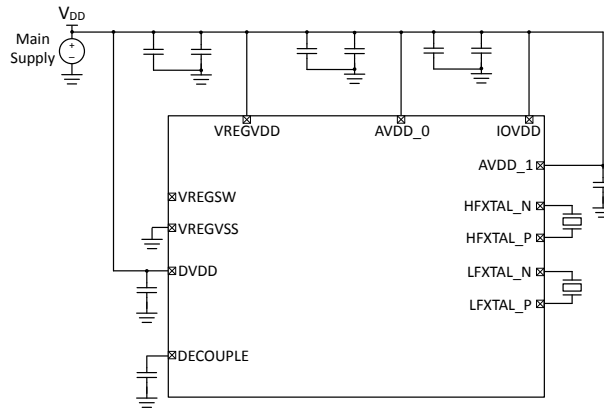 VDD
Main
Supply
+
−
VREGVDD
AVDD_0
IOVDD
AVDD_1
VREGSW
HFXTAL_N
VREGVSS
HFXTAL_P
DVDD
LFXTAL_N
LFXTAL_P
DECOUPLE